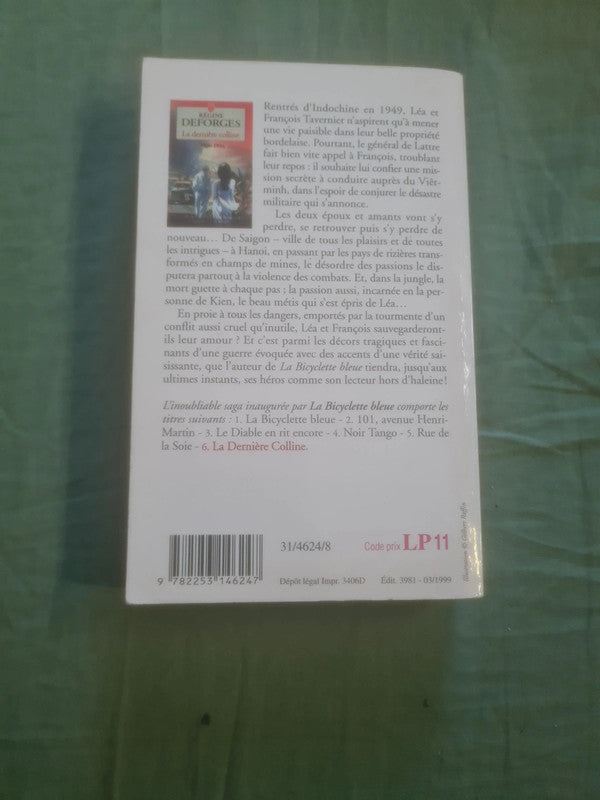 RÉGINE
DEFORGES
La dernière colline
Rentrés d'Indochine en 1949, Léa et
François Tavernier n'aspirent qu'à mener
une vie paisible dans leur belle propriété
bordelaise. Pourtant, le général de Lattre
fait bien vite appel à François, troublant
leur repos : il souhaite lui confier une mis-
sion secrète à conduire auprès du Viêt-
minh, dans l'espoir de conjurer le désastre
militaire qui s'annonce.
Les deux époux et amants vont s'y
perdre, se retrouver puis s'y perdre de
nouveau… De Saigon – ville de tous les plaisirs et de toutes
les intrigues – à Hanoï, en passant par les pays de rizières trans-
formés en champs de mines, le désordre des passions le dis-
putera partout à la violence des combats. Et, dans la jungle, la
mort guette à chaque pas ; la passion aussi, incarnée en la per-
sonne de Kien, le beau métis qui s'est épris de Léa…
En proie à tous les dangers, emportés par la tourmente d'un
conflit aussi cruel qu'inutile, Léa et François sauvegarderont-
ils leur amour ? Et c'est parmi les décors tragiques et fasci-
nants d'une guerre évoquée avec des accents d'une vérité sai-
sissante, que l'auteur de La Bicyclette bleue tiendra, jusqu'aux
ultimes instants, ses héros comme son lecteur hors d'haleine!
L'inoubliable saga inaugurée par La Bicyclette bleue comporte les
titres suivants : 1. La Bicyclette bleue - 2. 101, avenue Henri-
Martin - 3. Le Diable en rit encore - 4. Noir Tango - 5. Rue de
la Soie - 6. La Dernière Colline.
31/4624/8
Code prix LP 11
9 782253 146247
Dépôt légal Impr. 3406D
Édit. 3981 - 03/1999